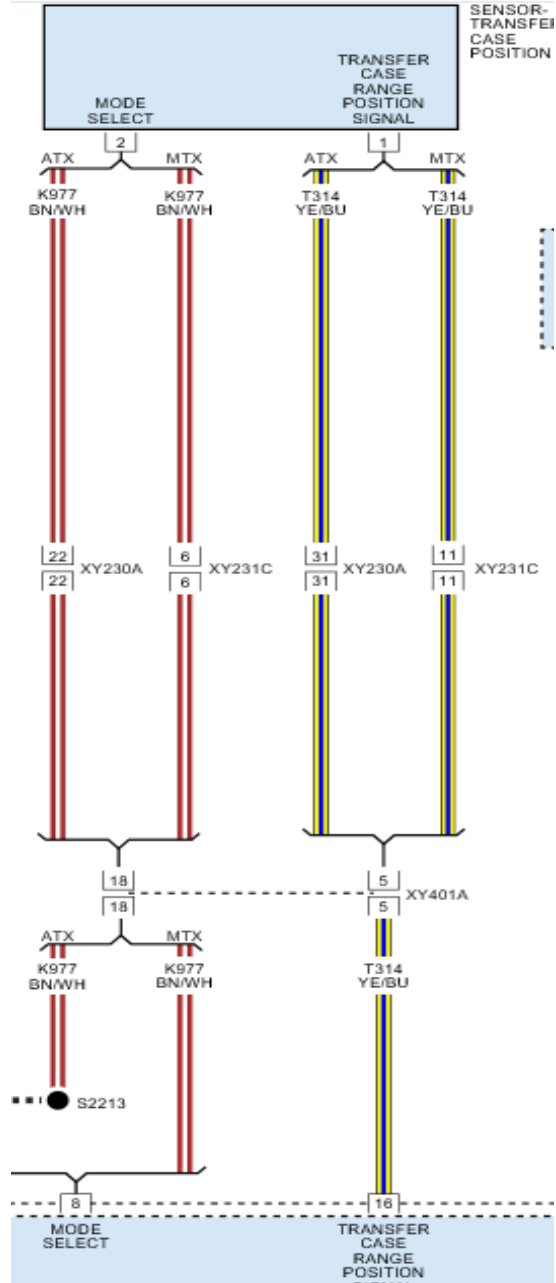 SENSOR-
TRANSFER
CASE
POSITION
TRANSFER
CASE
RANGE
POSITION
SIGNAL
MODE
SELECT
2
1
ATX
MTX
ATX
MTX
K977
BN/WH
K977
BN/WH
T314
YE/BU
T314
YE/BU
22
22
XY230A
6
6
XY231C
31
31
XY230A
11
11
XY231C
18
18
5
5
XY401A
ATX
MTX
K977
BN/WH
K977
BN/WH
T314
YE/BU
S2213
8
16
MODE
SELECT
TRANSFER
CASE
RANGE
POSITION